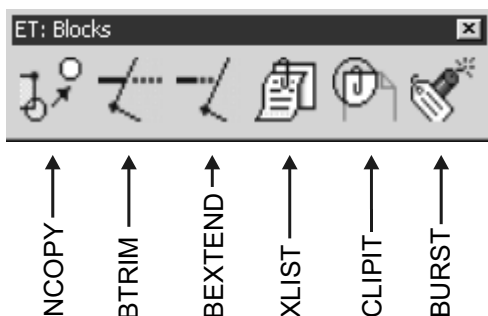 ET: Blocks
NCOPY
BTRIM
BEXTEND
XLIST
CLIPIT
BURST